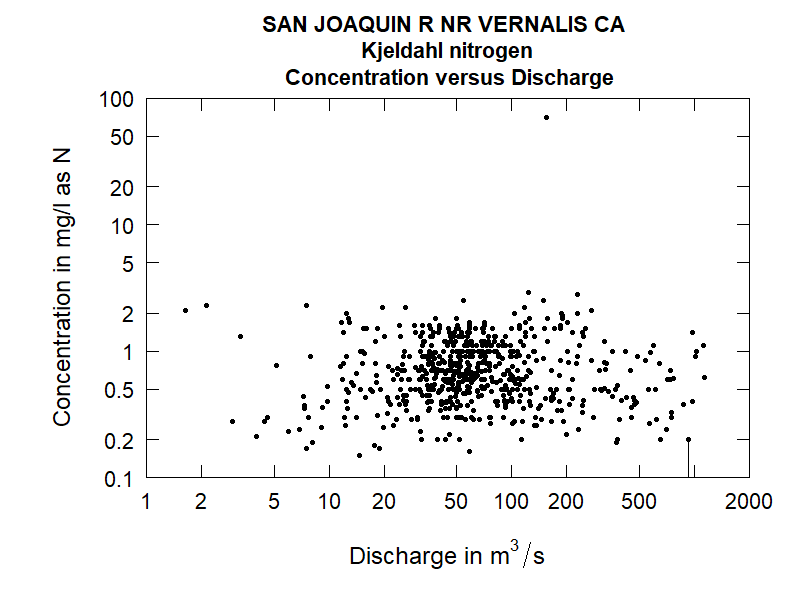 SAN JOAQUIN R NR VERNALIS CA
Kjeldahl nitrogen
Concentration versus Discharge
Concentration in mg/l as N
100
50
20
10
5
2
1
0.5
0.2
0.1
1 2 5 10 20 50 100 200 500 2000
Discharge in m³/s